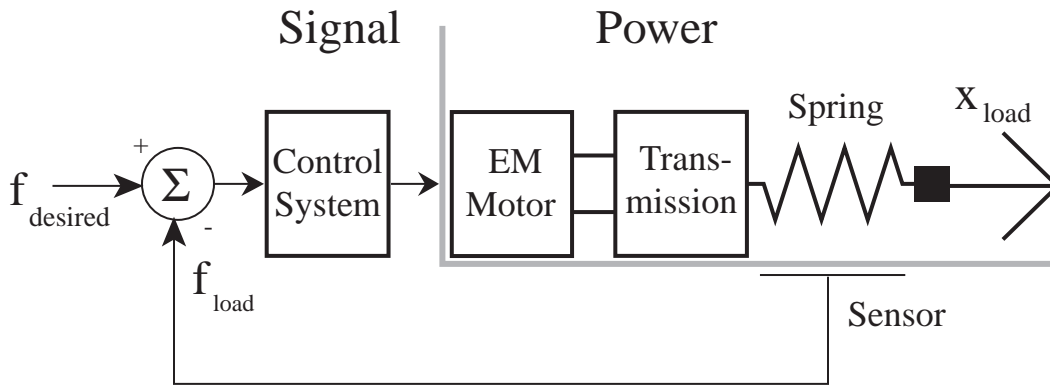 Signal
Power
Spring
x load
+
f desired
Σ
-
Control
System
EM
Motor
Trans-
mission
f load
Sensor